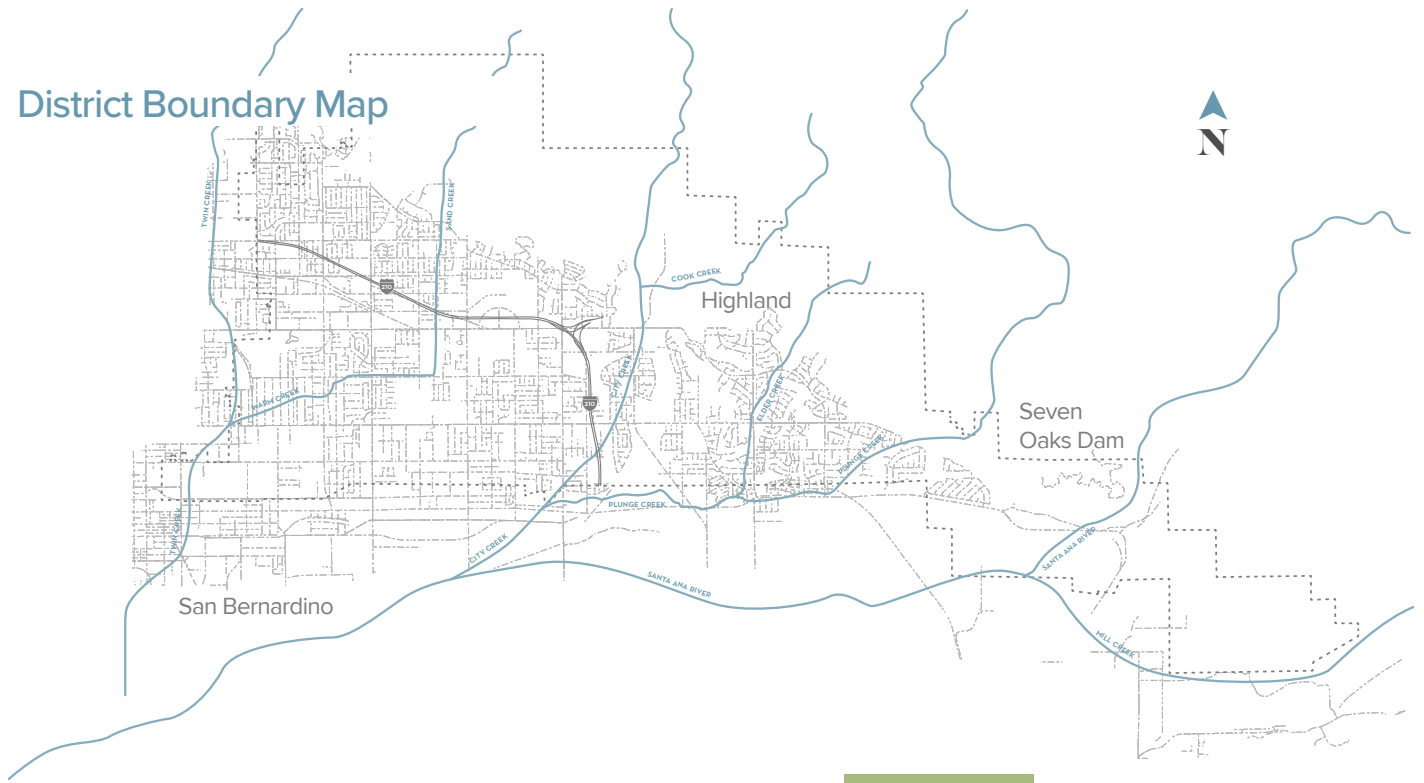 District Boundary Map
N
TWIN CREEK
SAND CREEK
COOK CREEK
210
Highland
CITY CREEK
ELDER CREEK
WARM CREEK
210
Seven
Oaks Dam
PLUNGE CREEK
PLUNGE CREEK
TWIN CREEK
CITY CREEK
SANTA ANA RIVER
SANTA ANA RIVER
San Bernardino
MILL CREEK